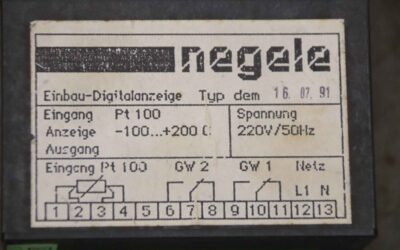 negele
Einbau-Digitalanzeige Typ dem 16. 07. 91
Eingang Pt 100
Anzeige -100...+200 C
Ausgang
Spannung
220V/50Hz
Eingang Pt 100 GW 2 GW 1 Netz
L1 N
1 2 3 4 5 6 7 8 9 10 11 12 13